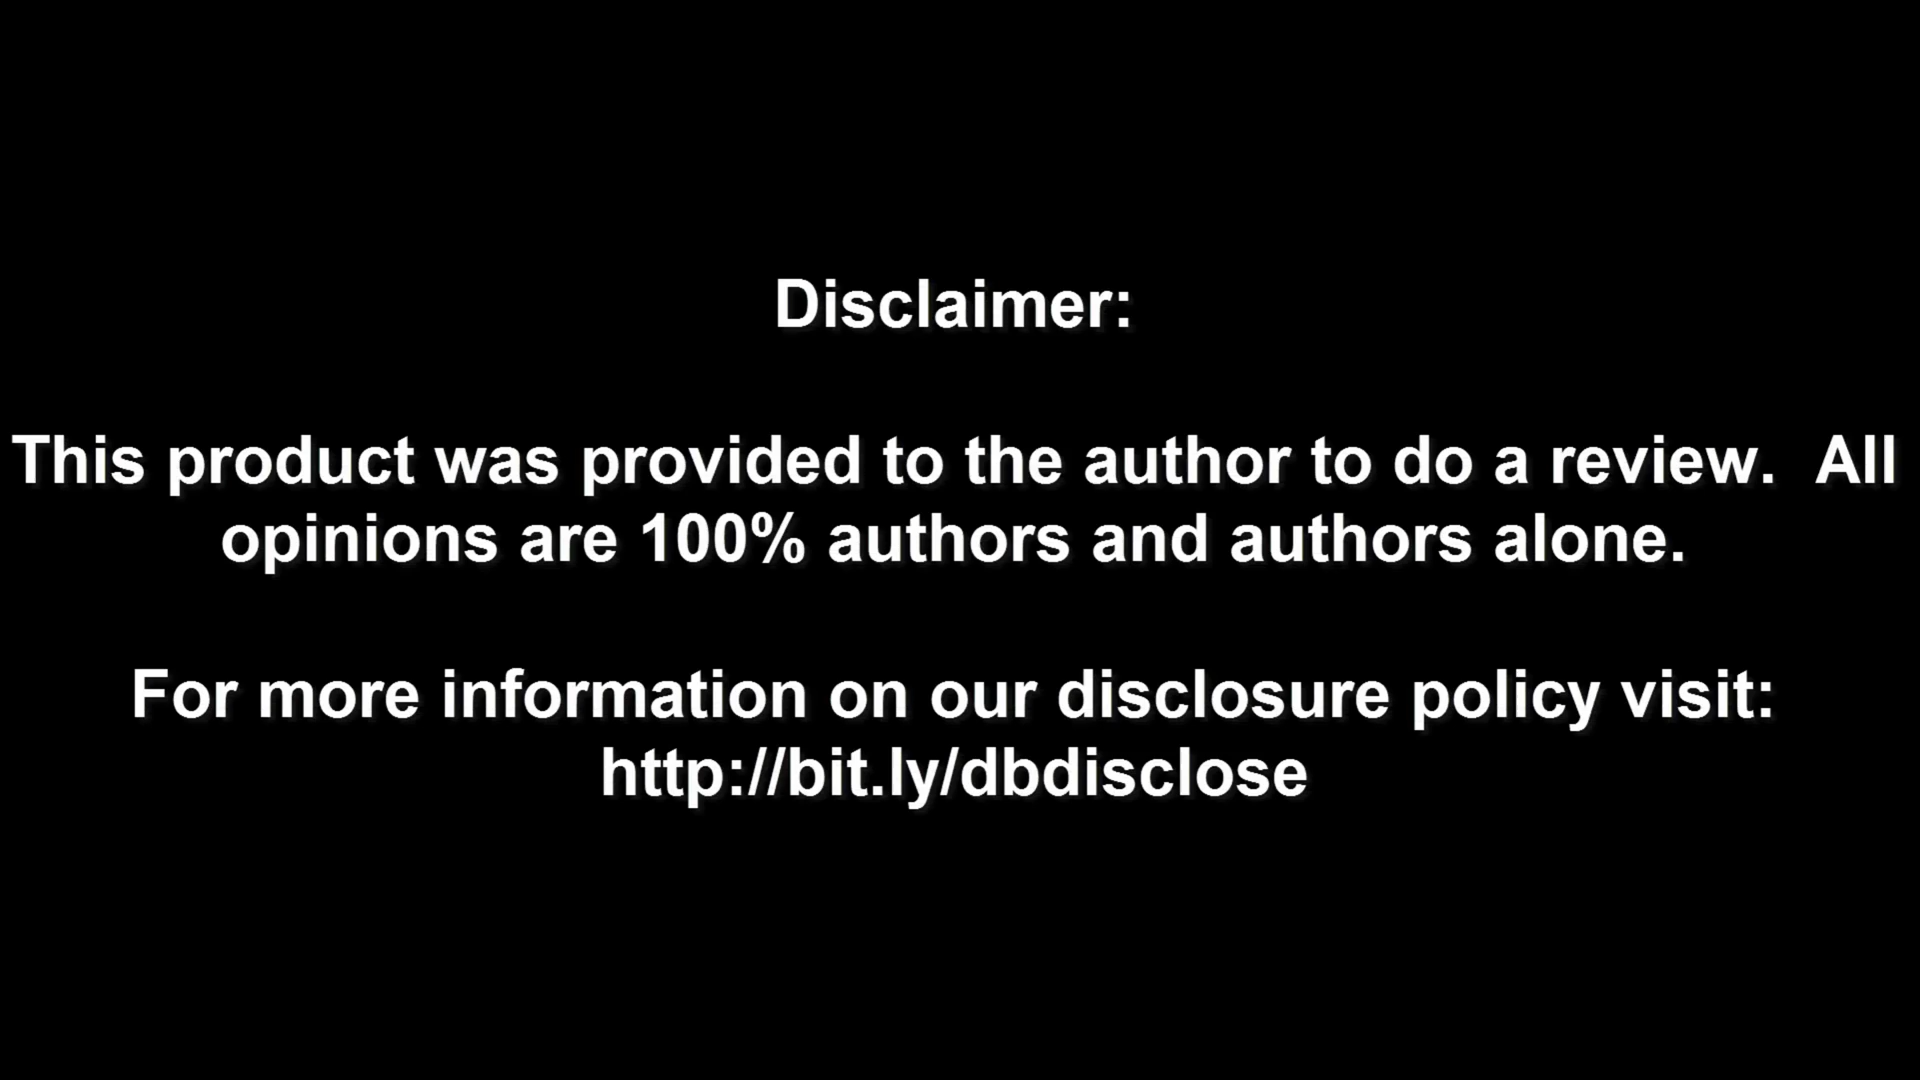 Disclaimer:
This product was provided to the author to do a review.  All
opinions are 100% authors and authors alone.
For more information on our disclosure policy visit:
http://bit.ly/dbdisclose